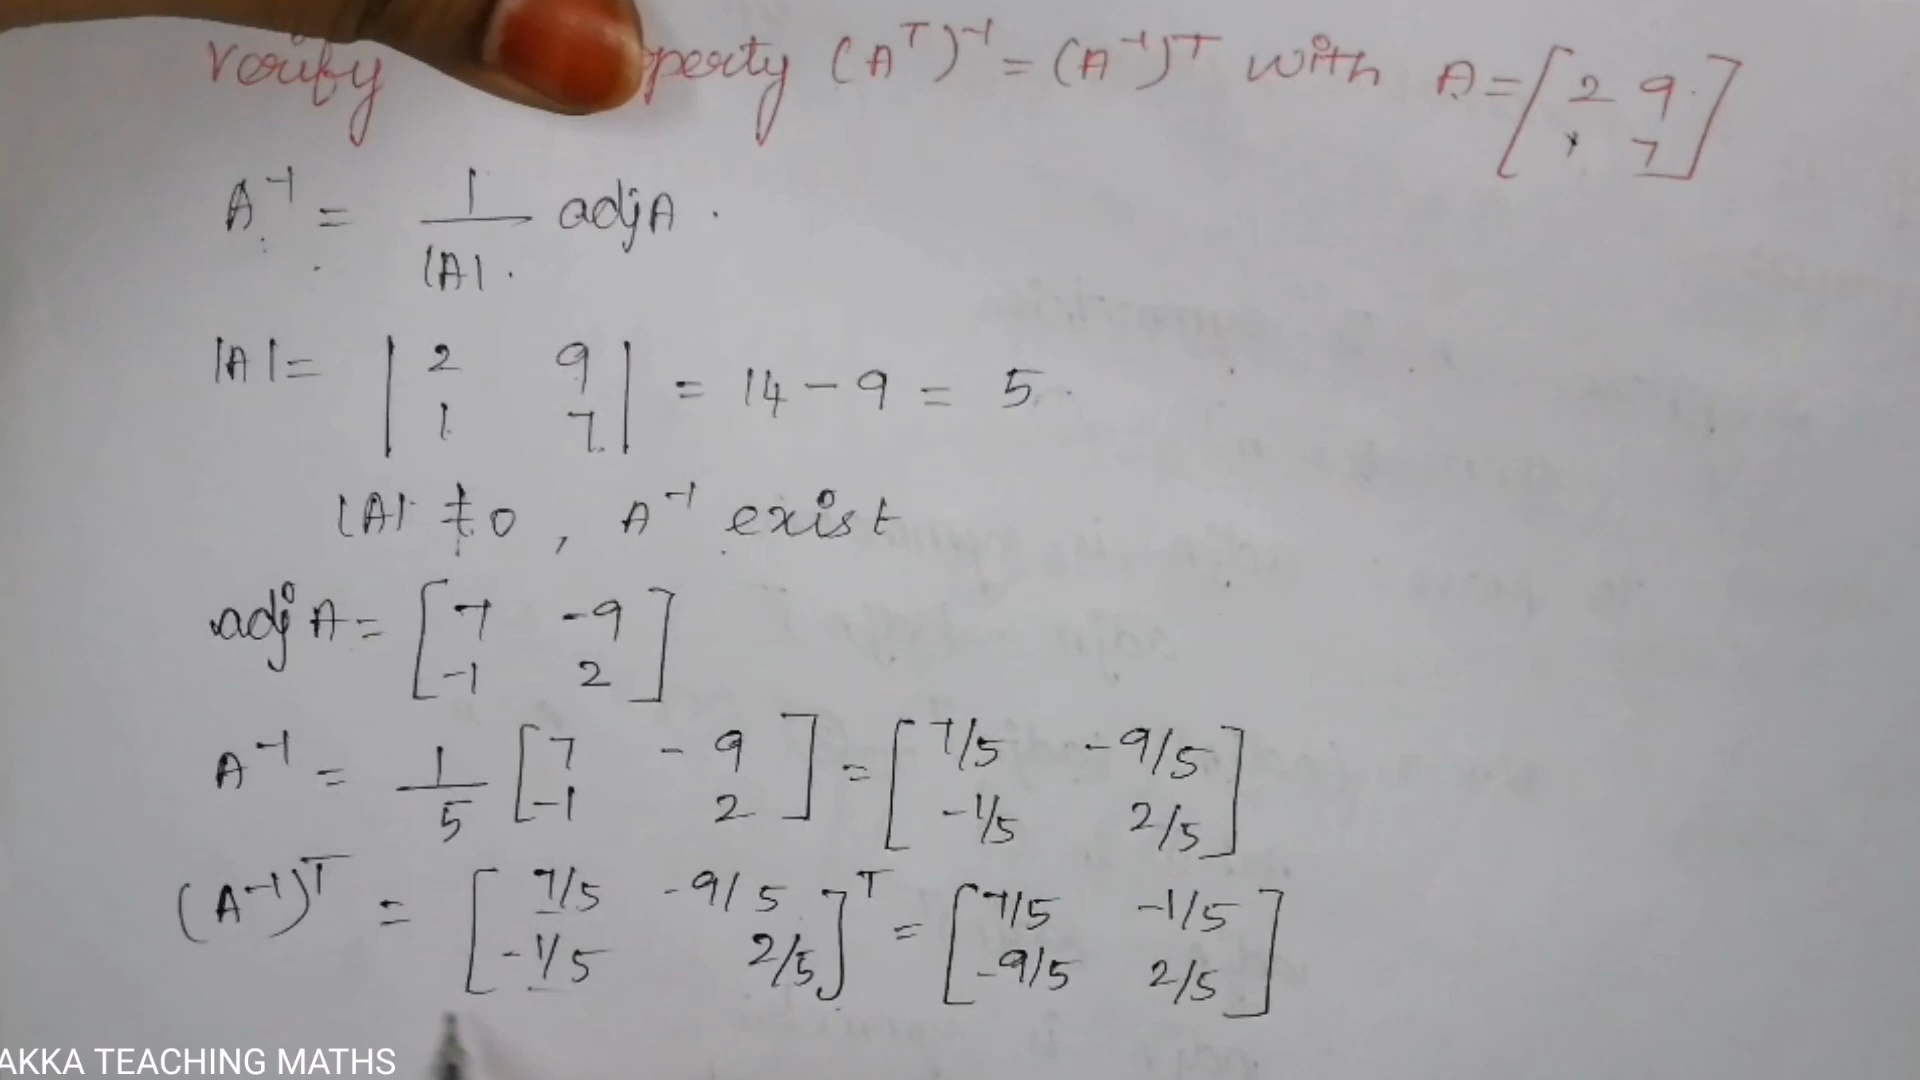 Verify perty (Aᵀ)⁻¹ = (A⁻¹)ᵀ with A = [2 9
7]
A⁻¹ = 1/|A| adj A.
|A| = |2 9
1 7| = 14 - 9 = 5
|A| ≠ 0, A⁻¹ exist
adj A = [7 -9
-1 2]
A⁻¹ = 1/5 [7 -9
-1 2] = [7/5 -9/5
-1/5 2/5]
(A⁻¹)ᵀ = [7/5 -9/5
-1/5 2/5]ᵀ = [7/5 -1/5
-9/5 2/5]
AKKA TEACHING MATHS